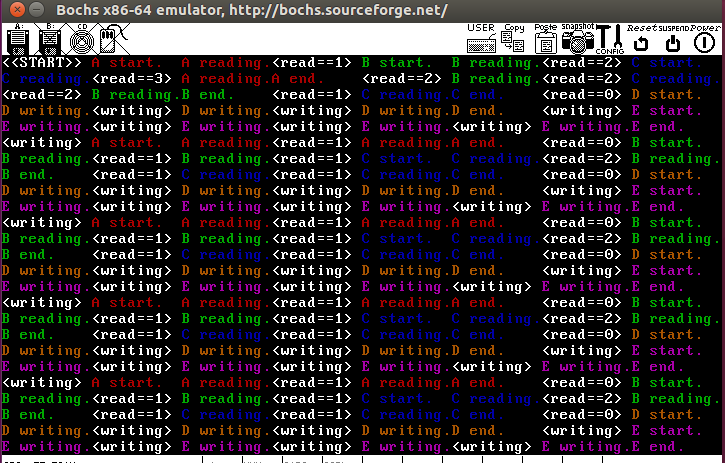 Bochs x86-64 emulator, http://bochs.sourceforge.net/
A: B: CD USER Copy Paste snapshot CONFIG Reset SUSPEND Power
<<START>> A start. A reading.<read==1> B start. B reading.<read==2> C start.
C reading.<read==3> A reading.A end. <read==2> B reading.<read==2> C reading.
<read==2> B reading.B end. <read==1> C reading.C end. <read==0> D start.
D writing.<writing> D writing.<writing> D writing.D end. <writing> E start.
E writing.<writing> E writing.<writing> E writing.<writing> E writing.E end.
<writing> A start. A reading.<read==1> A reading.A end. <read==0> B start.
B reading.<read==1> B reading.<read==1> C start. C reading.<read==2> B reading.
B end. <read==1> C reading.<read==1> C reading.C end. <read==0> D start.
D writing.<writing> D writing.<writing> D writing.D end. <writing> E start.
E writing.<writing> E writing.<writing> E writing.<writing> E writing.E end.
<writing> A start. A reading.<read==1> A reading.A end. <read==0> B start.
B reading.<read==1> B reading.<read==1> C start. C reading.<read==2> B reading.
B end. <read==1> C reading.<read==1> C reading.C end. <read==0> D start.
D writing.<writing> D writing.<writing> D writing.D end. <writing> E start.
E writing.<writing> E writing.<writing> E writing.<writing> E writing.E end.
<writing> A start. A reading.<read==1> A reading.A end. <read==0> B start.
B reading.<read==1> B reading.<read==1> C start. C reading.<read==2> B reading.
B end. <read==1> C reading.<read==1> C reading.C end. <read==0> D start.
D writing.<writing> D writing.<writing> D writing.D end. <writing> E start.
E writing.<writing> E writing.<writing> E writing.<writing> E writing.E end.
<writing> A start. A reading.<read==1> A reading.A end. <read==0> B start.
B reading.<read==1> B reading.<read==1> C start. C reading.<read==2> B reading.
B end. <read==1> C reading.<read==1> C reading.C end. <read==0> D start.
D writing.<writing> D writing.<writing> D writing.D end. <writing> E start.
E writing.<writing> E writing.<writing> E writing.<writing> E writing.E end.